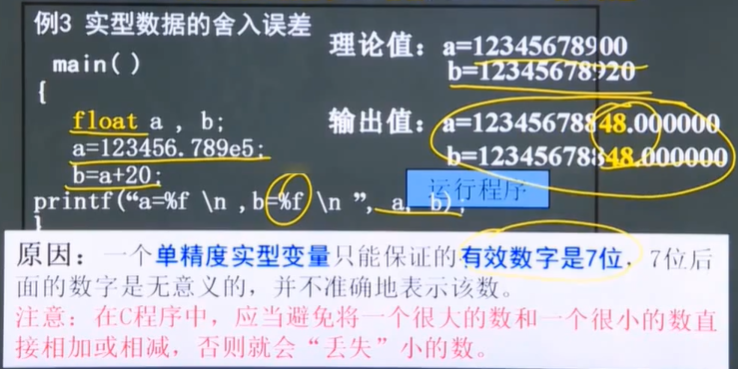 例3 实型数据的舍入误差
main( )
{
float a , b;
a=123456.789e5;
b=a+20;
printf(“a=%f \n ,b=%f \n ”, a, b);
}
理论值：a=12345678900
b=12345678920
输出值：a=12345678848.000000
b=12345678848.000000
运行程序
原因：一个单精度实型变量只能保证的有效数字是7位，7位后
面的数字是无意义的，并不准确地表示该数。
注意：在C程序中，应当避免将一个很大的数和一个很小的数直
接相加或相减，否则就会“丢失”小的数。